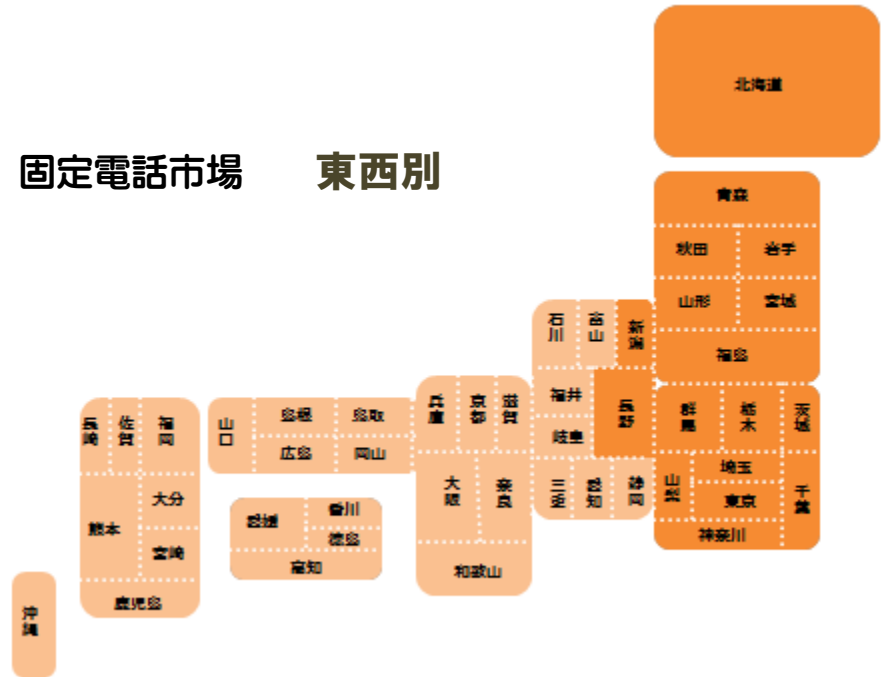 北海道
固定電話市場 東西別
青森
秋田 岩手
山形 宮城
福島
石川 富山 新潟
福井 長野
岐阜
三重 愛知 静岡
群馬 栃木 茨城
山梨 埼玉 千葉
東京
神奈川
兵庫 京都 滋賀
大阪 奈良
和歌山
山口 島根 鳥取
広島 岡山
愛媛 香川
徳島
高知
長崎 佐賀 福岡
熊本 大分
宮崎
鹿児島
沖縄